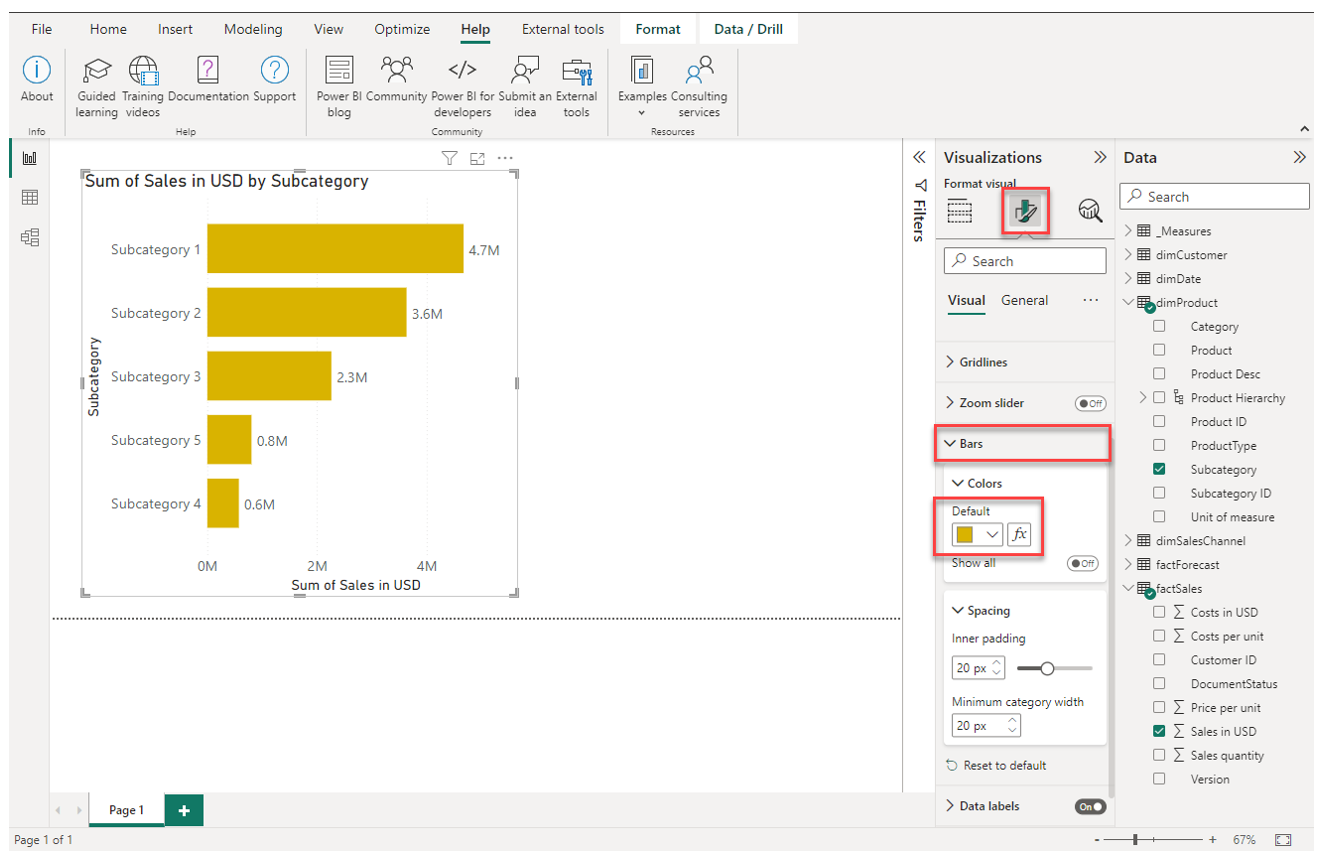 File Home Insert Modeling View Optimize Help External tools Format Data / Drill
About Guided learning Training videos Documentation Support Power BI blog Community Power BI for developers Submit an idea External tools Examples Consulting services
Info Help Community Resources
Sum of Sales in USD by Subcategory
Subcategory
Subcategory 1 4.7M
Subcategory 2 3.6M
Subcategory 3 2.3M
Subcategory 5 0.8M
Subcategory 4 0.6M
0M 2M 4M
Sum of Sales in USD
Filters
Visualizations
Format visual
Search
Visual General ...
Gridlines
Zoom slider Off
Bars
Colors
Default
fx
Show all Off
Spacing
Inner padding
20 px
Minimum category width
20 px
Reset to default
Data labels On
Data
Search
_Measures
dimCustomer
dimDate
dimProduct
Category
Product
Product Desc
Product Hierarchy
Product ID
ProductType
Subcategory
Subcategory ID
Unit of measure
dimSalesChannel
factForecast
factSales
Σ Costs in USD
Σ Costs per unit
Customer ID
DocumentStatus
Σ Price per unit
Σ Sales in USD
Σ Sales quantity
Version
Page 1 +
Page 1 of 1 - + 67%